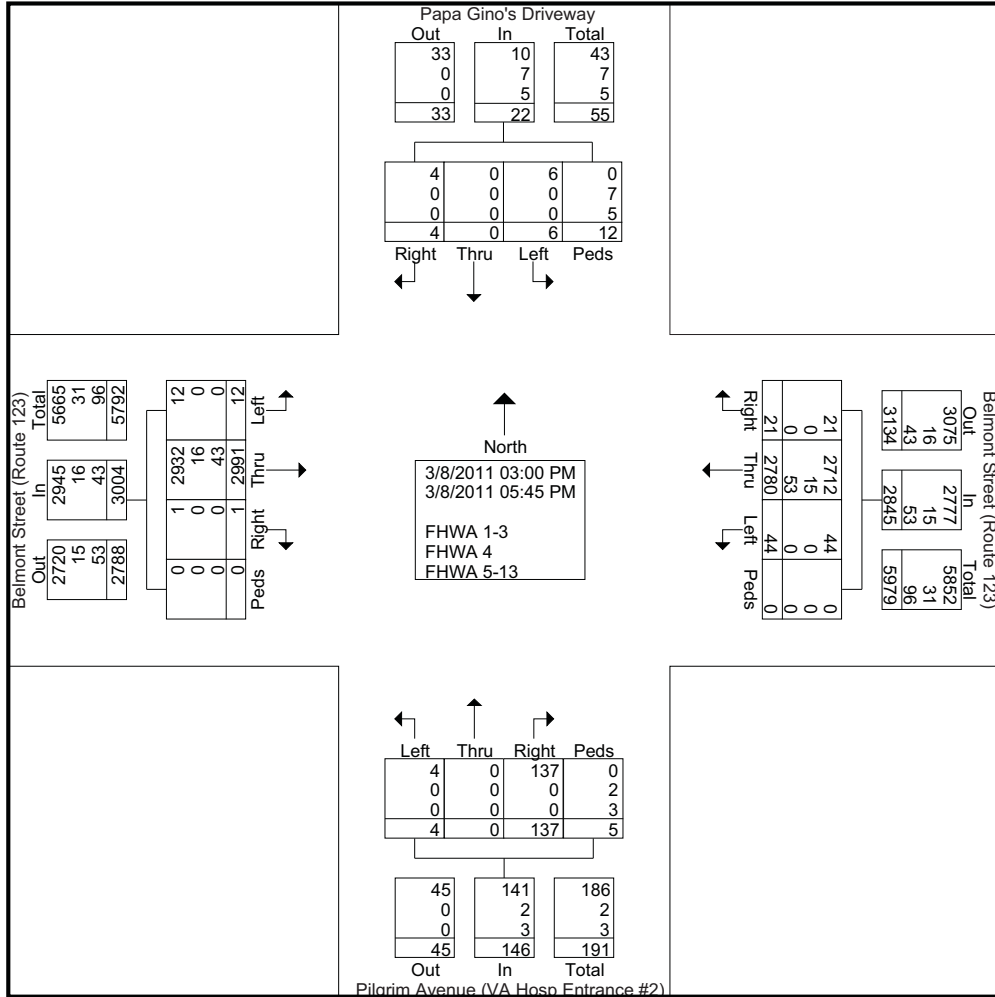 Papa Gino's Driveway
Out In Total
33 10 43
0 7 7
0 5 5
33 22 55
4 0 6 0
0 0 0 7
0 0 0 5
4 0 6 12
Right Thru Left Peds
Belmont Street (Route 123)
Total
5665 31 96 5792
In
2945 16 43 3004
Out
2720 15 53 2788
Left
12 0 0 12
Thru
2932 16 43 2991
Right
1 0 0 1
Peds
0 0 0 0
North
3/8/2011 03:00 PM
3/8/2011 05:45 PM
FHWA 1-3
FHWA 4
FHWA 5-13
Right
21 0 0 21
Thru
2712 15 53 2780
Left
44 0 0 44
Peds
0 0 0 0
Belmont Street (Route 123)
Out
3075 16 43 3134
In
2777 15 53 2845
Total
5852 31 96 5979
Left Thru Right Peds
4 0 137 0
0 0 0 2
0 0 0 3
4 0 137 5
45 141 186
0 2 2
0 3 3
45 146 191
Out In Total
Pilgrim Avenue (VA Hosp Entrance #2)